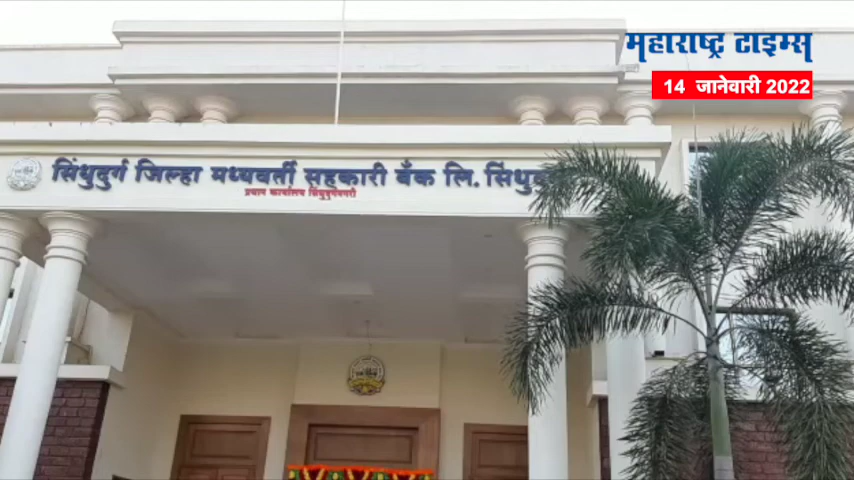 महाराष्ट्र टाइम्स
14 जानेवारी 2022
सिंधुदुर्ग जिल्हा मध्यवर्ती सहकारी बँक लि. 
प्रधान कार्यालय सिंधुदुर्गनगरी